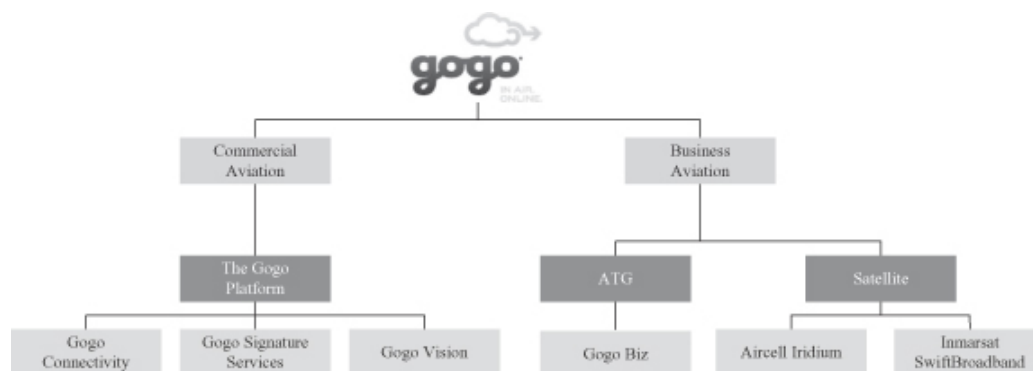 gogo
IN AIR.
ONLINE.
Commercial
Aviation
Business
Aviation
The Gogo
Platform
ATG
Satellite
Gogo
Connectivity
Gogo Signature
Services
Gogo Vision
Gogo Biz
Aircell Iridium
Inmarsat
SwiftBroadband